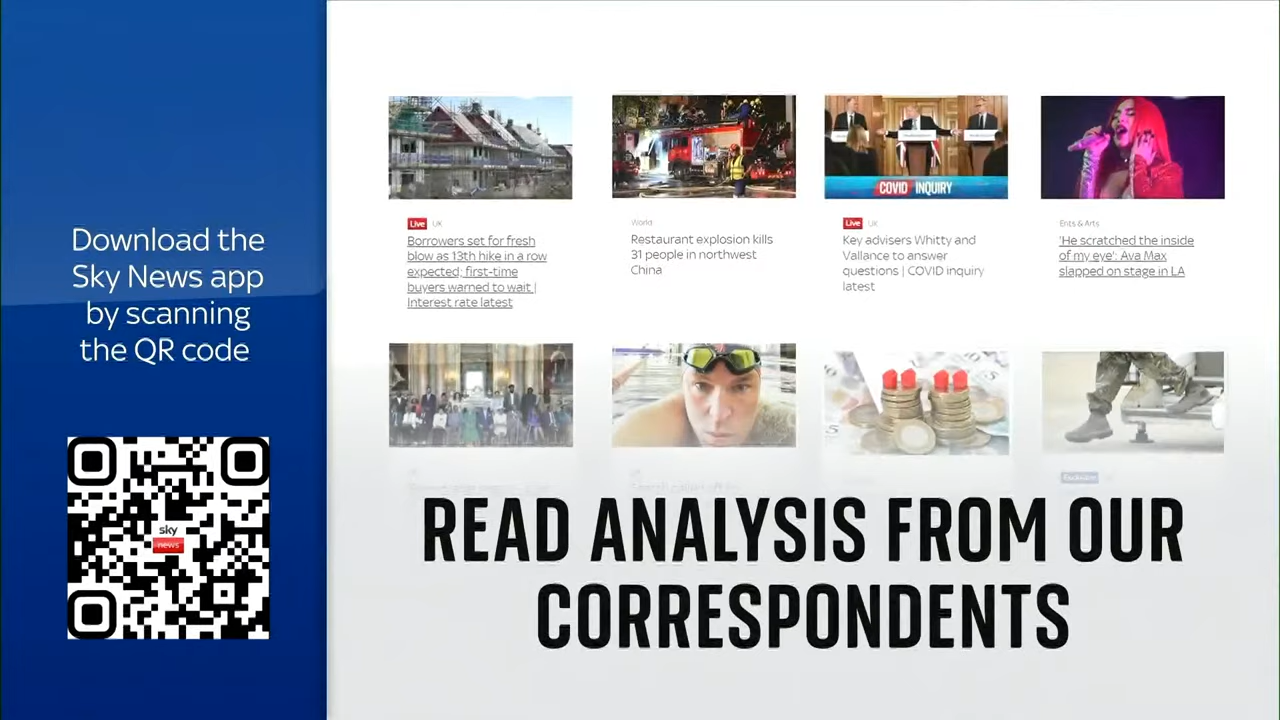 Download the
Sky News app
by scanning
the QR code
sky
news
Live UK
Borrowers set for fresh
blow as 13th hike in a row
expected; first-time
buyers warned to wait |
Interest rate latest
World
Restaurant explosion kills
31 people in northwest
China
COVID INQUIRY
Live UK
Key advisers Whitty and
Vallance to answer
questions | COVID inquiry
latest
Ents & Arts
'He scratched the inside
of my eye': Ava Max
slapped on stage in LA
Exclusive
READ ANALYSIS FROM OUR
CORRESPONDENTS